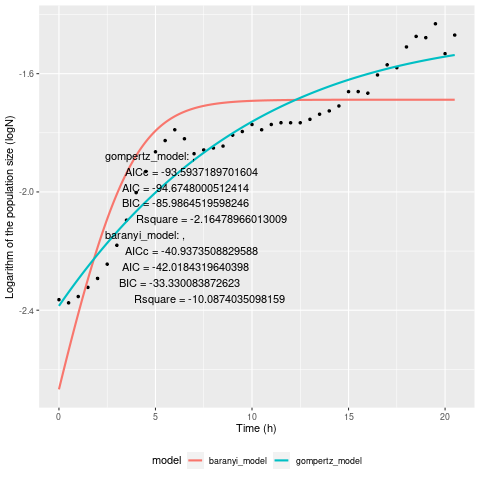 -1.6
-2.0
-2.4
Logarithm of the population size (logN)
gompertz_model: ,
AICc = -93.5937189701604
AIC = -94.6748000512414
BIC = -85.9864519598246
Rsquare = -2.16478966013009
baranyi_model: ,
AICc = -40.9373508829588
AIC = -42.0184319640398
BIC = -33.330083872623
Rsquare = -10.0874035098159
0 5 10 15 20
Time (h)
model baranyi_model gompertz_model